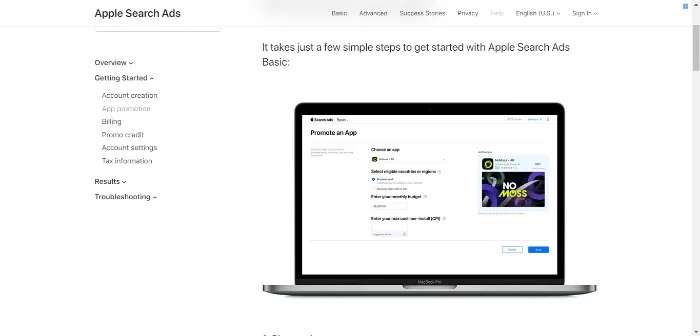 Apple Search Ads
Basic
Advanced
Success Stories
Privacy
Help
English (U.S.)
Sign In
It takes just a few simple steps to get started with Apple Search Ads
Basic:
Overview
Getting Started
Account creation
App promotion
Billing
Promo credit
Account settings
Tax information
Results
Troubleshooting
Search Ads
Basic
Promote an App
Choose an app
Select eligible countries or regions
Enter your monthly budget
Enter your max cost-per-install (CPI)
NO
MOSS
MacBook Pro